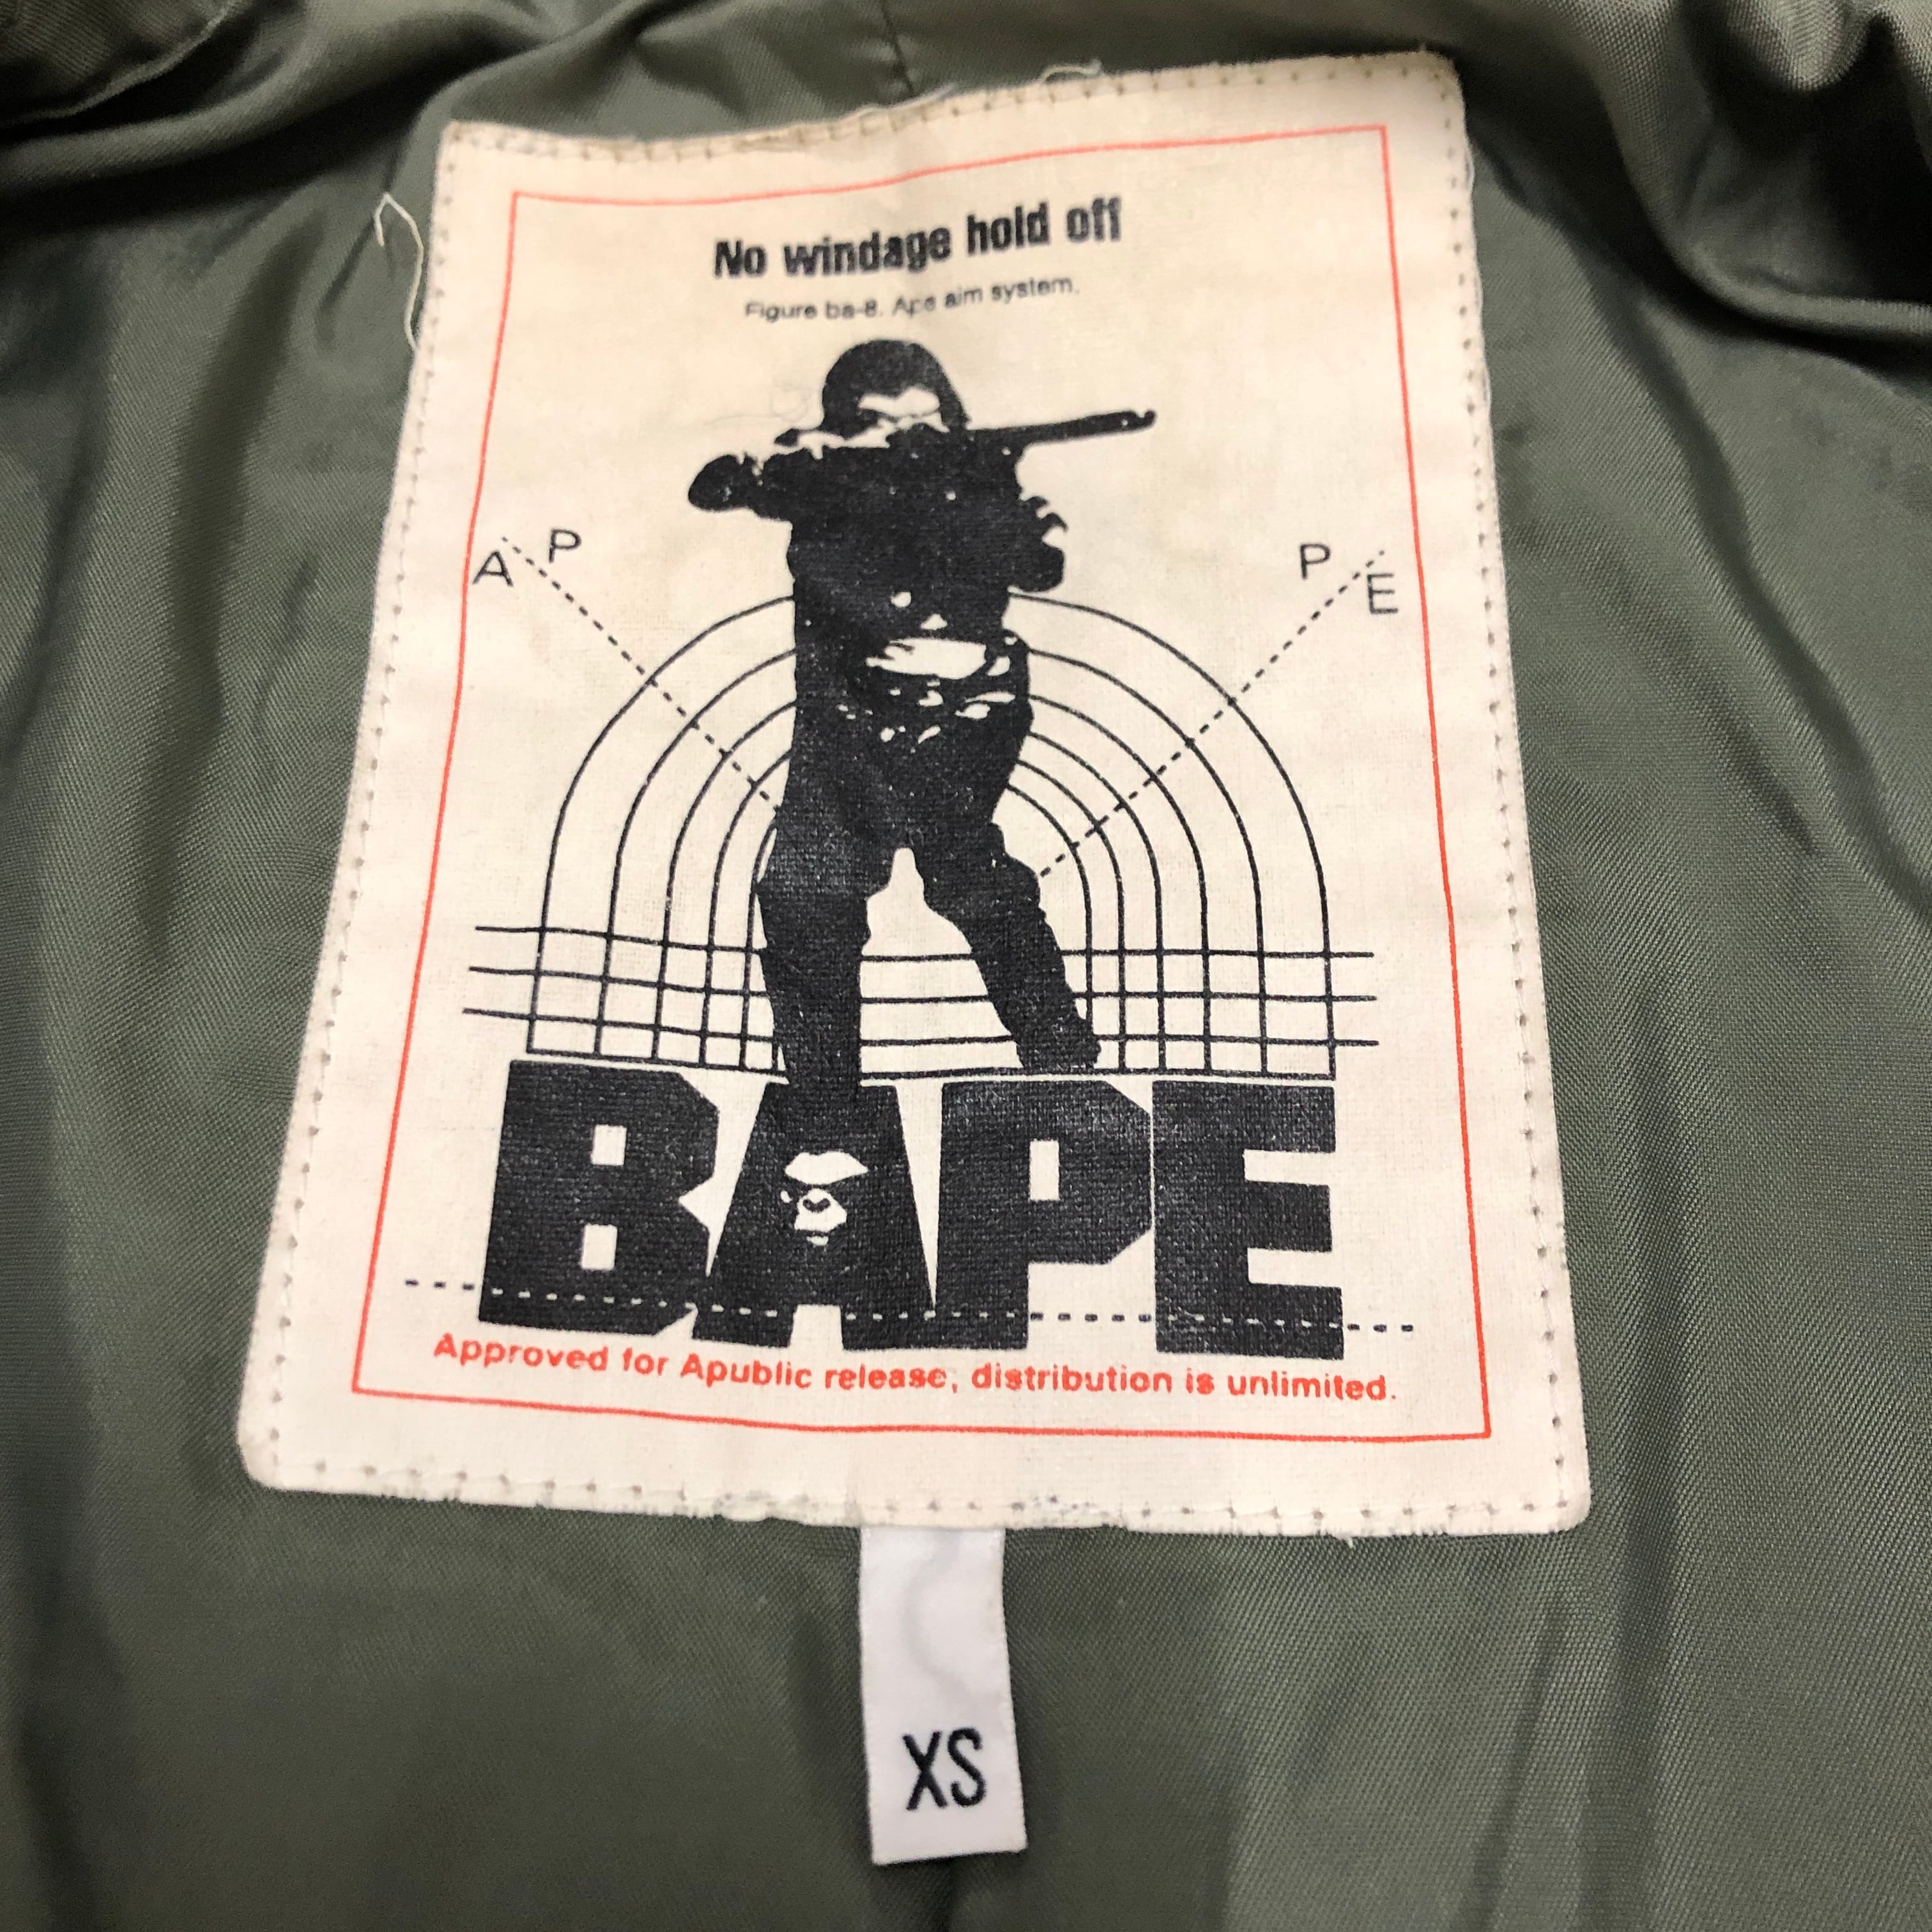 No windage hold off
Figure ba-8. Ape aim system.
A P
P E
BAPE
Approved for Apublic release, distribution is unlimited.
XS